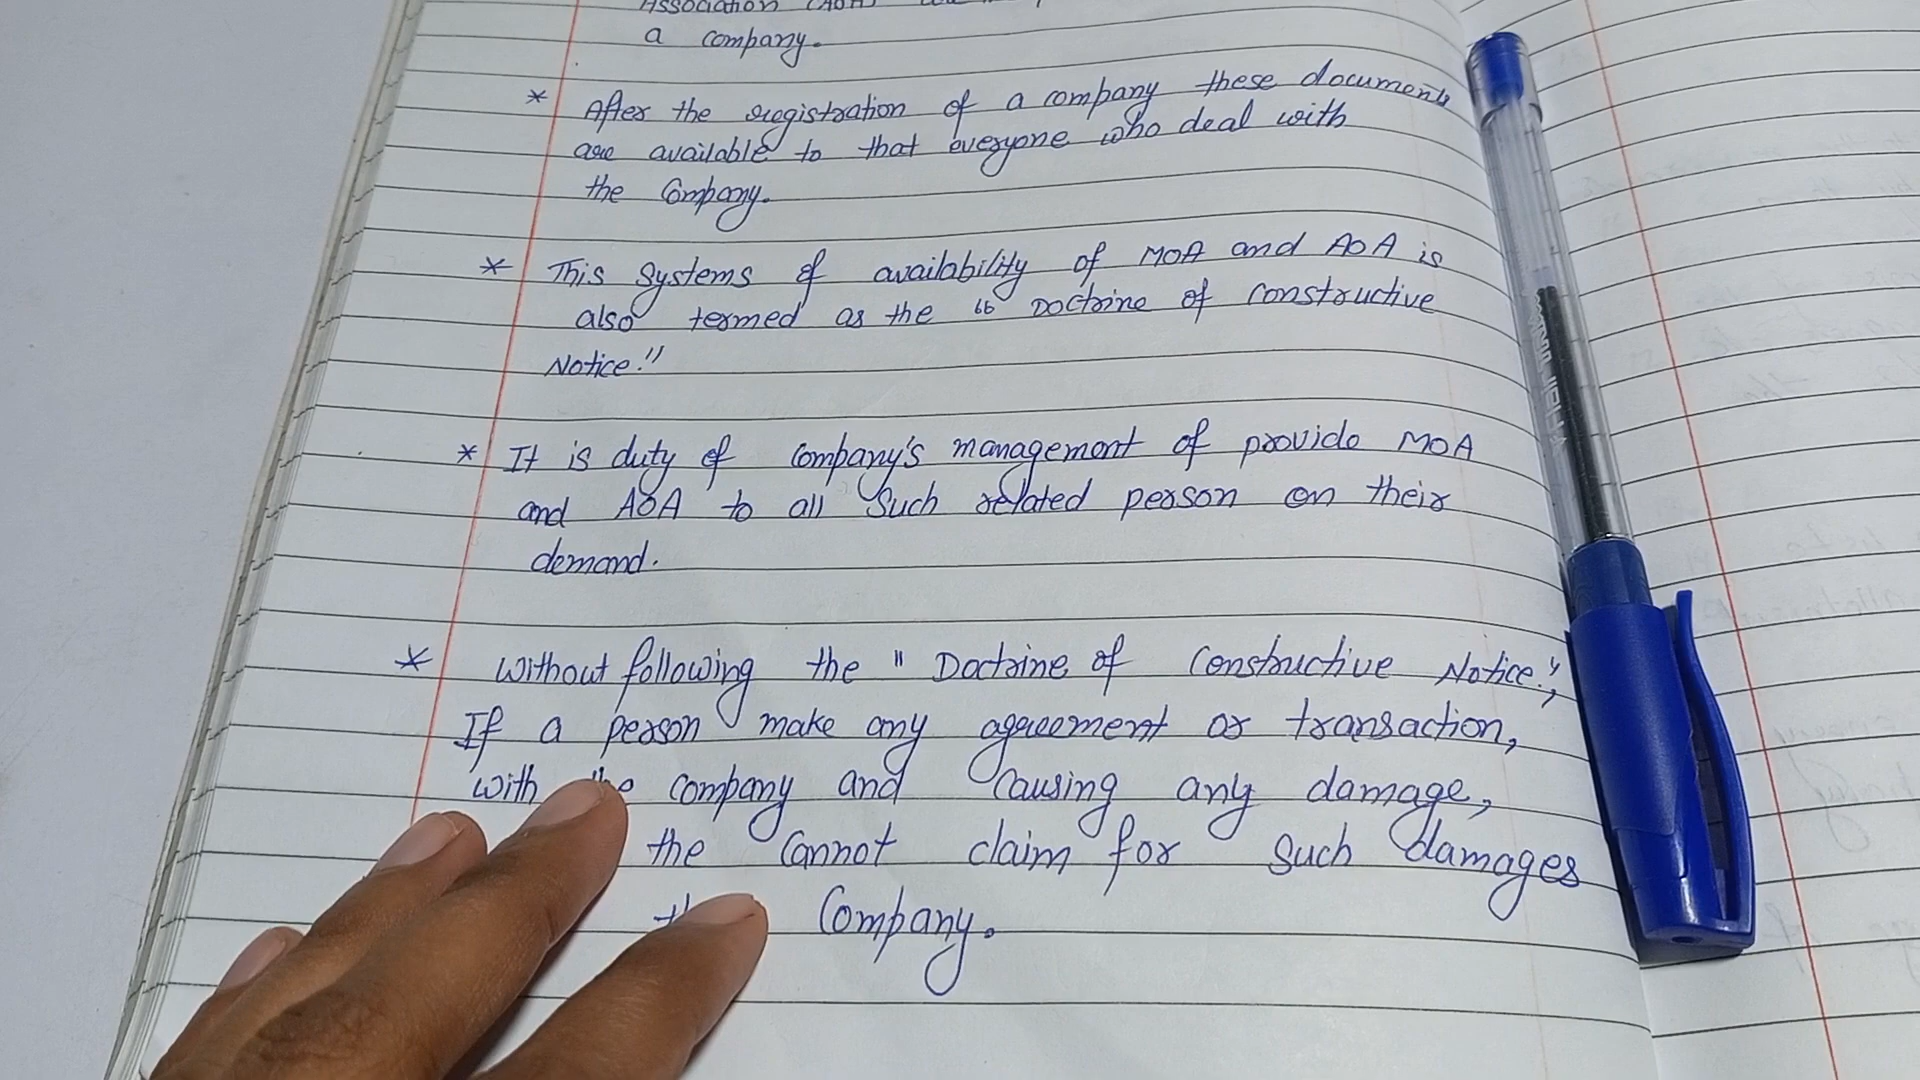 Association (AOA)
a company.
* After the registration of a company these documents
are available to that everyone who deal with
the Company.
* This Systems of availability of MOA and AOA is
also termed as the " Doctrine of Constructive
Notice."
* It is duty of Company's management of provide MOA
and AOA to all Such related person on their
demand.
* Without following the " Doctrine of Constructive Notice.",
If a person make any agreement or transaction,
with the company and Causing any damage,
the Cannot claim for Such damages
Company.